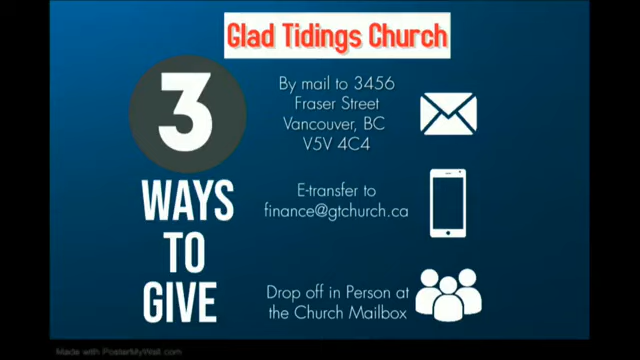 Glad Tidings Church
3
WAYS
TO
GIVE
By mail to 3456
Fraser Street
Vancouver, BC
V5V 4C4
E-transfer to
finance@gtchurch.ca
Drop off in Person at
the Church Mailbox
Made with PosterMyWall.com